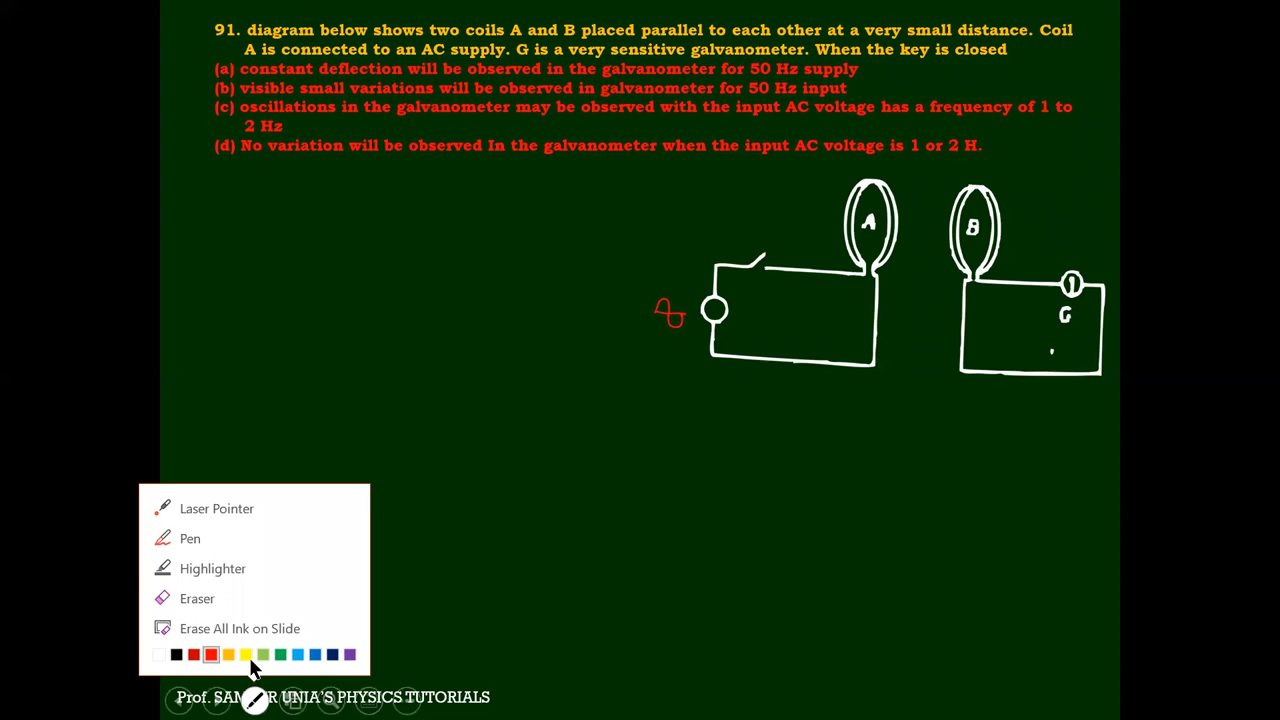 91. diagram below shows two coils A and B placed parallel to each other at a very small distance. Coil
A is connected to an AC supply. G is a very sensitive galvanometer. When the key is closed
(a) constant deflection will be observed in the galvanometer for 50 Hz supply
(b) visible small variations will be observed in galvanometer for 50 Hz input
(c) oscillations in the galvanometer may be observed with the input AC voltage has a frequency of 1 to
2 Hz
(d) No variation will be observed In the galvanometer when the input AC voltage is 1 or 2 H.
A
B
G
Laser Pointer
Pen
Highlighter
Eraser
Erase All Ink on Slide
Prof. UNIA'S PHYSICS TUTORIALS